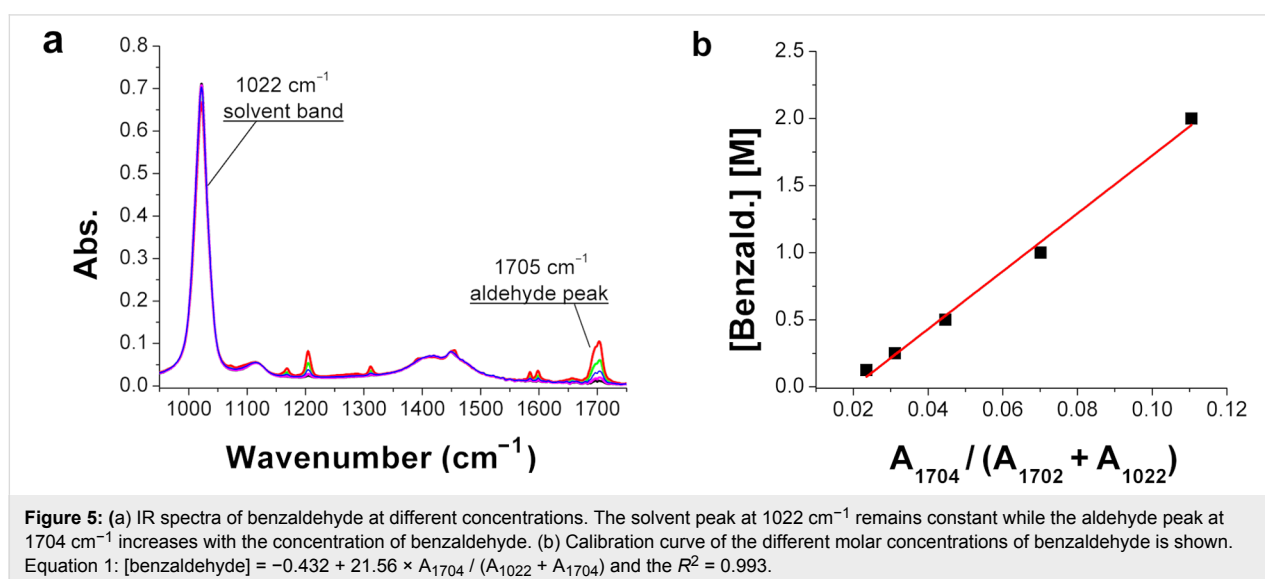 a
0.8
0.7
0.6
0.5
0.4
0.3
0.2
0.1
0.0
Abs.
1022 cm⁻¹
solvent band
1705 cm⁻¹
aldehyde peak
1000 1100 1200 1300 1400 1500 1600 1700
Wavenumber (cm⁻¹)
b
2.5
2.0
1.5
1.0
0.5
0.0
[Benzald.] [M]
0.02 0.04 0.06 0.08 0.10 0.12
A₁₇₀₄ / (A₁₇₀₂ + A₁₀₂₂)
Figure 5: (a) IR spectra of benzaldehyde at different concentrations. The solvent peak at 1022 cm⁻¹ remains constant while the aldehyde peak at
1704 cm⁻¹ increases with the concentration of benzaldehyde. (b) Calibration curve of the different molar concentrations of benzaldehyde is shown.
Equation 1: [benzaldehyde] = −0.432 + 21.56 × A₁₇₀₄ / (A₁₀₂₂ + A₁₇₀₄) and the R² = 0.993.